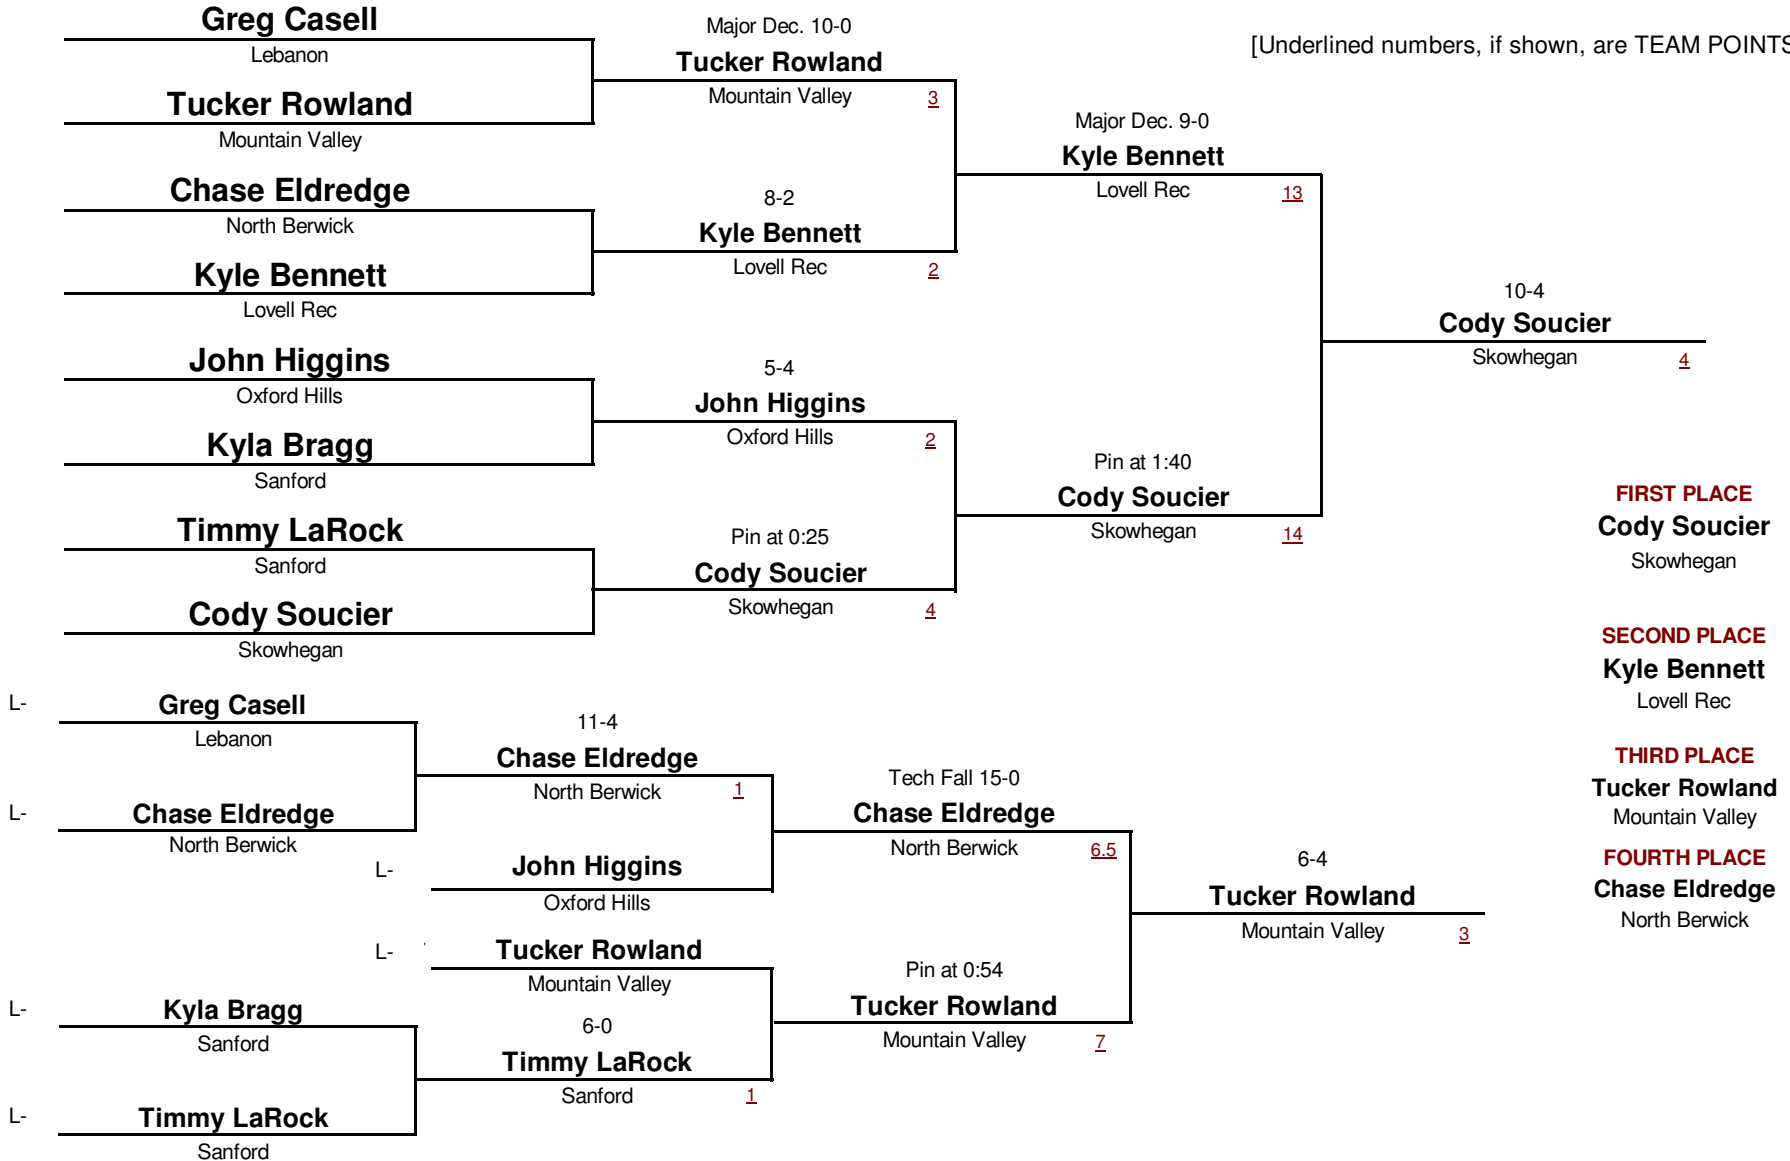 Greg Casell
Lebanon
Tucker Rowland
Mountain Valley
Chase Eldredge
North Berwick
Kyle Bennett
Lovell Rec
John Higgins
Oxford Hills
Kyla Bragg
Sanford
Timmy LaRock
Sanford
Cody Soucier
Skowhegan
Major Dec. 10-0
Tucker Rowland
Mountain Valley 3
8-2
Kyle Bennett
Lovell Rec 2
5-4
John Higgins
Oxford Hills 2
Pin at 0:25
Cody Soucier
Skowhegan 4
Major Dec. 9-0
Kyle Bennett
Lovell Rec 13
Pin at 1:40
Cody Soucier
Skowhegan 14
[Underlined numbers, if shown, are TEAM POINTS
10-4
Cody Soucier
Skowhegan 4
L- Greg Casell
Lebanon
L- Chase Eldredge
North Berwick
L- Kyla Bragg
Sanford
L- Timmy LaRock
Sanford
11-4
Chase Eldredge
North Berwick 1
L- John Higgins
Oxford Hills
L- Tucker Rowland
Mountain Valley
6-0
Timmy LaRock
Sanford 1
Tech Fall 15-0
Chase Eldredge
North Berwick 6.5
Pin at 0:54
Tucker Rowland
Mountain Valley 7
6-4
Tucker Rowland
Mountain Valley 3
FIRST PLACE
Cody Soucier
Skowhegan
SECOND PLACE
Kyle Bennett
Lovell Rec
THIRD PLACE
Tucker Rowland
Mountain Valley
FOURTH PLACE
Chase Eldredge
North Berwick